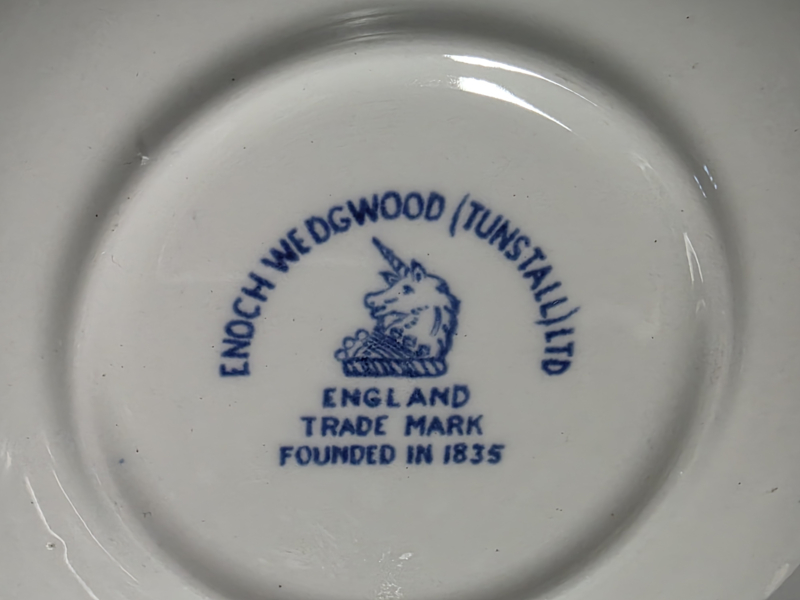 ENOCH WEDGWOOD (TUNSTALL) LTD
ENGLAND
TRADE MARK
FOUNDED IN 1835